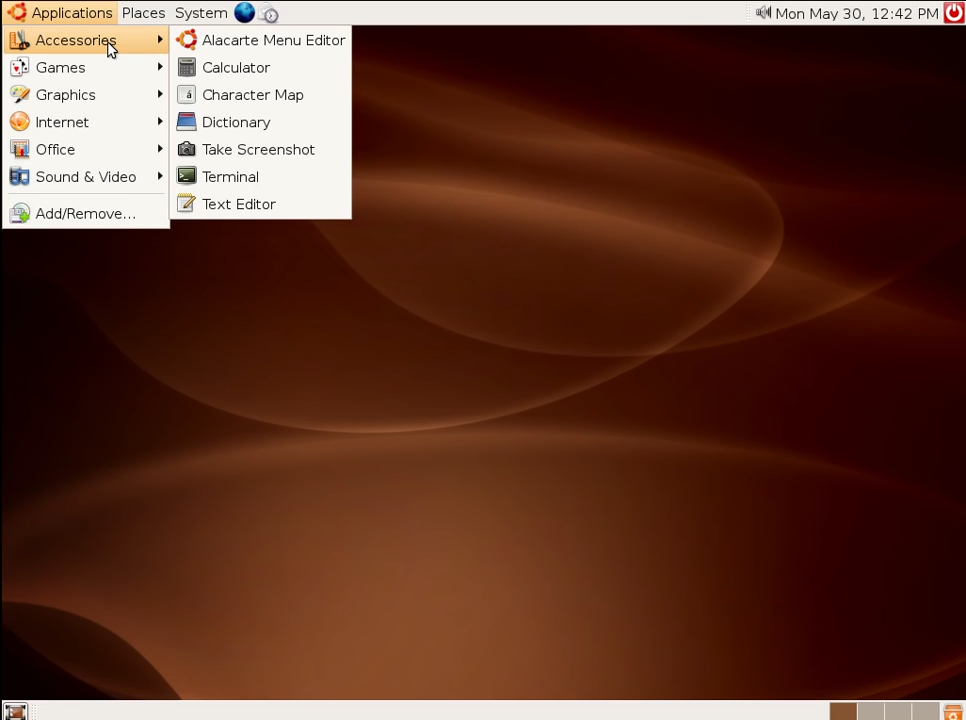 Applications Places System Mon May 30, 12:42 PM
Accessories
Games
Graphics
Internet
Office
Sound & Video
Add/Remove...
Alacarte Menu Editor
Calculator
á Character Map
Dictionary
Take Screenshot
Terminal
Text Editor